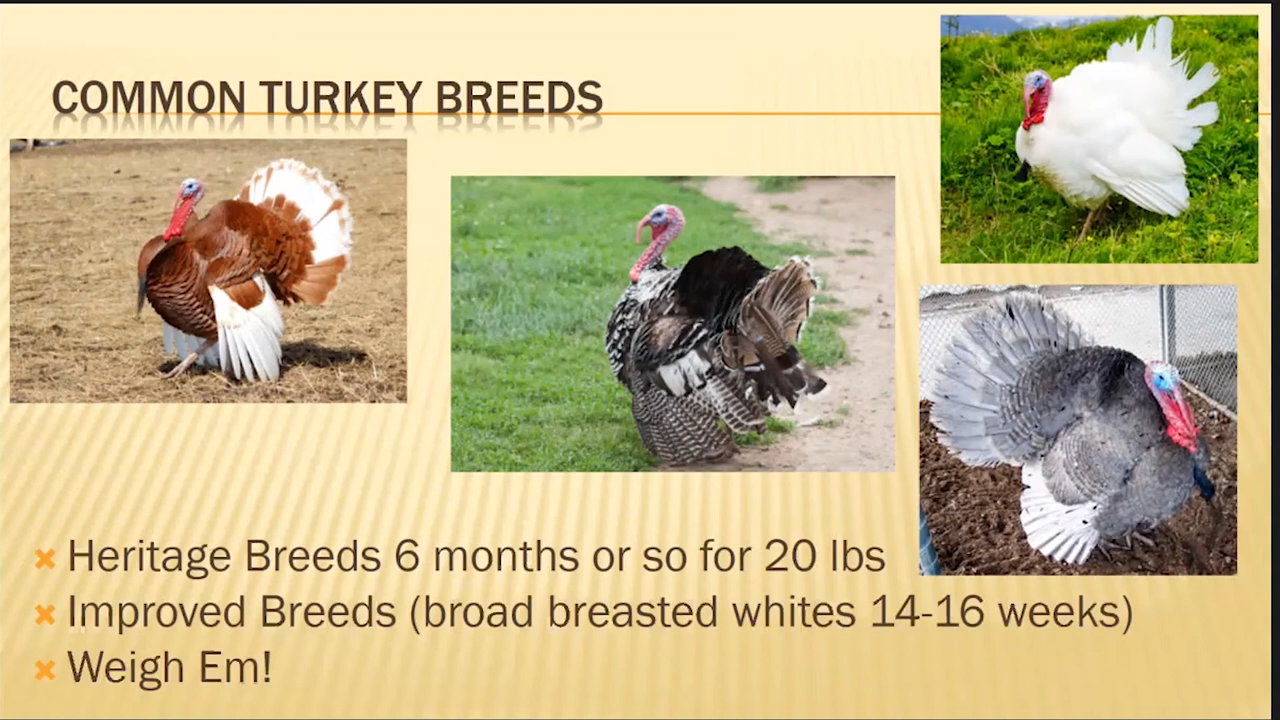 COMMON TURKEY BREEDS
Heritage Breeds 6 months or so for 20 lbs
Improved Breeds (broad breasted whites 14-16 weeks)
Weigh Em!